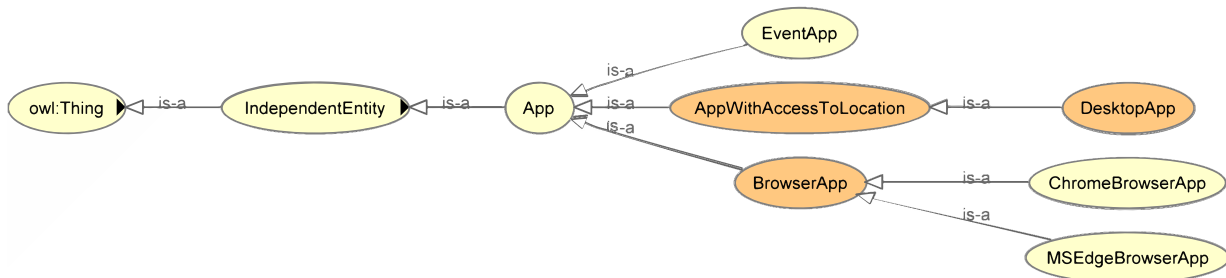 EventApp
is-a
owl:Thing
is-a
IndependentEntity
is-a
App
is-a
AppWithAccessToLocation
is-a
DesktopApp
is-a
BrowserApp
is-a
ChromeBrowserApp
is-a
MSEdgeBrowserApp